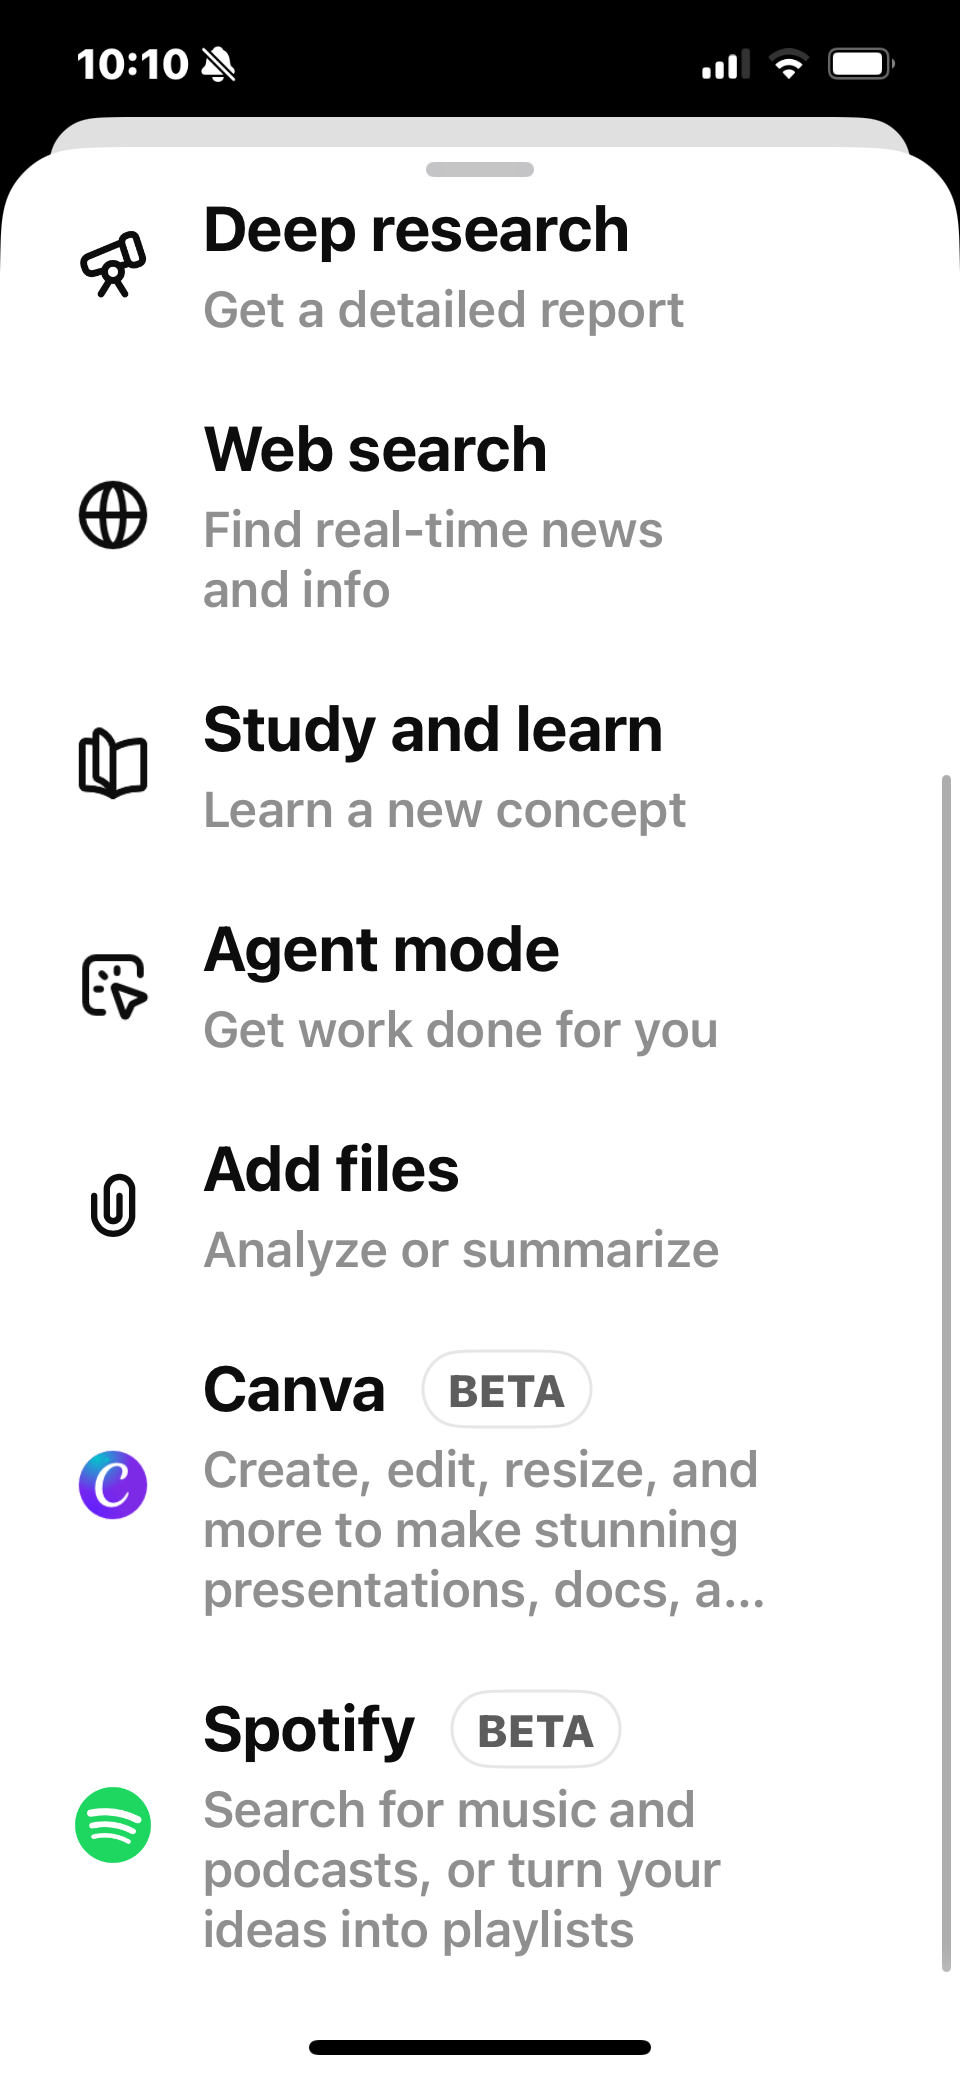 10:10
Deep research
Get a detailed report
Web search
Find real-time news
and info
Study and learn
Learn a new concept
Agent mode
Get work done for you
Add files
Analyze or summarize
Canva BETA
Create, edit, resize, and
more to make stunning
presentations, docs, a...
Spotify BETA
Search for music and
podcasts, or turn your
ideas into playlists